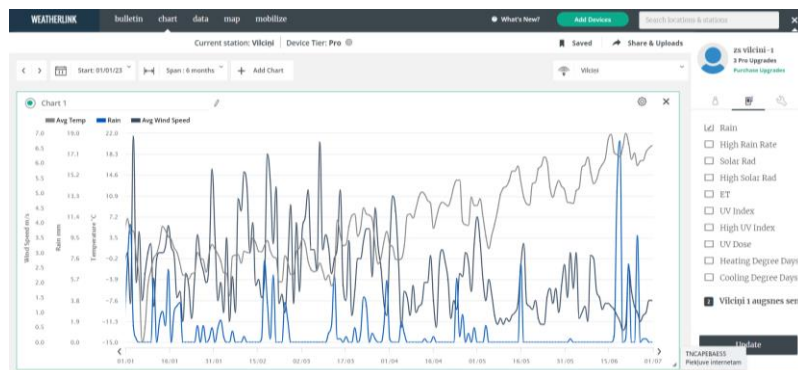 WEATHERLINK bulletin chart data map mobilize What's New? Add Devices Search locations & stations
Current station: Vilciņi Device Tier: Pro Saved Share & Uploads
zs vilcini-1
2 Pro Upgrades
Purchase Upgrades
Start: 01/01/23 Span: 6 months + Add Chart Vilciņi
Chart 1
Avg Temp Rain Avg Wind Speed
7.0 19.0 22.0
6.5
6.0 17.1 18.3
5.5 15.2 14.6
5.0 13.3 10.9
4.5
4.0 11.4 7.2
3.5 9.5 3.5
3.0
2.5 7.6 -0.2
2.0 5.7 -3.9
1.5 3.8 -7.6
1.0
0.5 1.9 -11.3
0.0 0.0 -15.0
Wind Speed m/s
Rain mm
Temperature °C
01/01 16/01 31/01 15/02 02/03 17/03 01/04 16/04 01/05 16/05 31/05 15/06 01/07
Rain
High Rain Rate
Solar Rad
High Solar Rad
ET
UV Index
High UV Index
UV Dose
Heating Degree Days
Cooling Degree Days
2 Vilciņi 1 augsnes sen
Update
TNCAPEBAE55
Piekļuve internetam